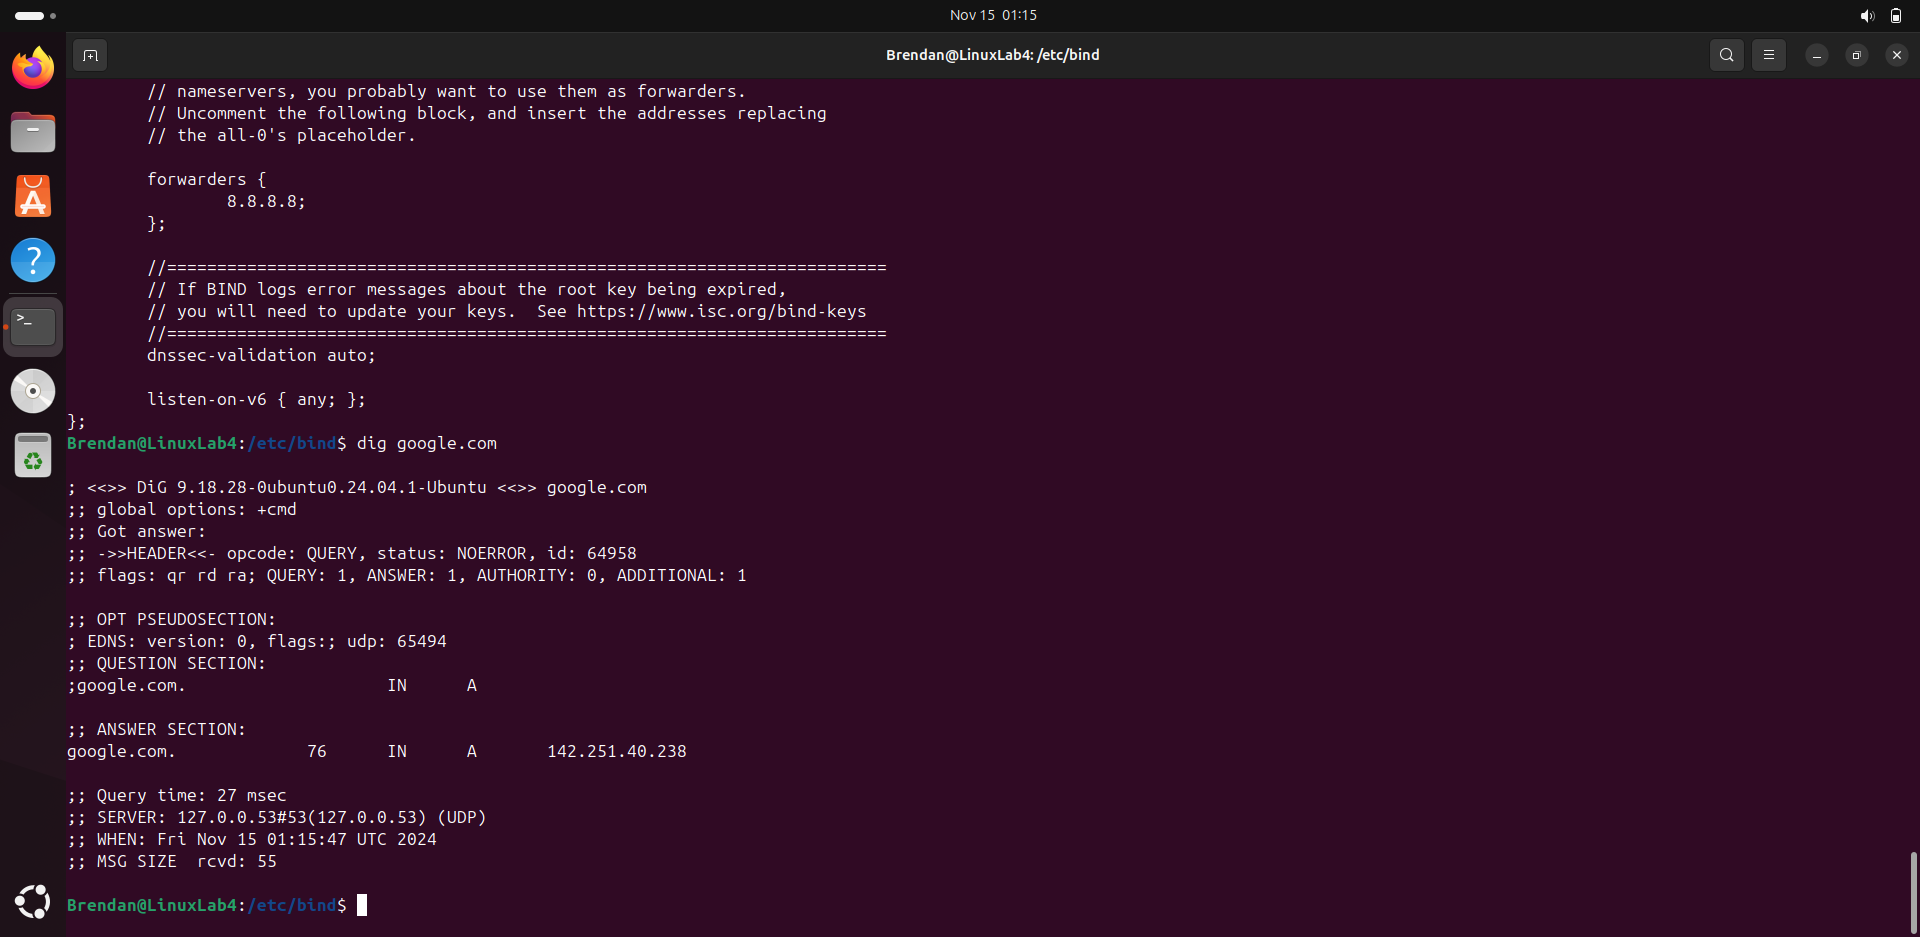 Nov 15 01:15
Brendan@LinuxLab4: /etc/bind
// nameservers, you probably want to use them as forwarders.
// Uncomment the following block, and insert the addresses replacing
// the all-0's placeholder.
forwarders {
8.8.8.8;
};
//========================================================================
// If BIND logs error messages about the root key being expired,
// you will need to update your keys.  See https://www.isc.org/bind-keys
//========================================================================
dnssec-validation auto;
listen-on-v6 { any; };
};
Brendan@LinuxLab4:/etc/bind$ dig google.com
; <<>> DiG 9.18.28-0ubuntu0.24.04.1-Ubuntu <<>> google.com
;; global options: +cmd
;; Got answer:
;; ->>HEADER<<- opcode: QUERY, status: NOERROR, id: 64958
;; flags: qr rd ra; QUERY: 1, ANSWER: 1, AUTHORITY: 0, ADDITIONAL: 1
;; OPT PSEUDOSECTION:
; EDNS: version: 0, flags:; udp: 65494
;; QUESTION SECTION:
;google.com. IN A
;; ANSWER SECTION:
google.com. 76 IN A 142.251.40.238
;; Query time: 27 msec
;; SERVER: 127.0.0.53#53(127.0.0.53) (UDP)
;; WHEN: Fri Nov 15 01:15:47 UTC 2024
;; MSG SIZE  rcvd: 55
Brendan@LinuxLab4:/etc/bind$